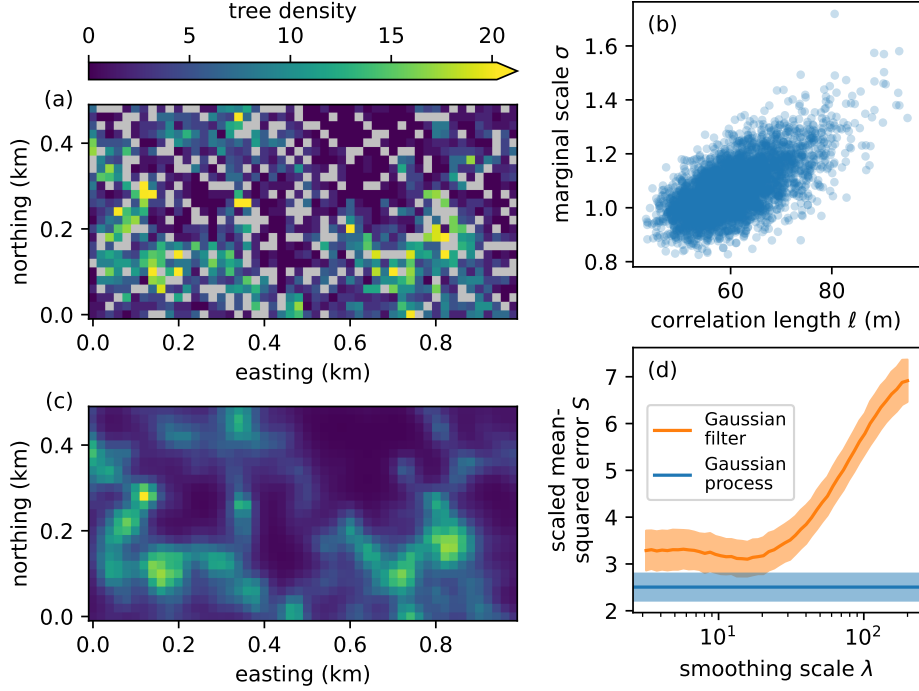 tree density
0 5 10 15 20
(a)
northing (km)
0.4
0.2
0.0
0.0 0.2 0.4 0.6 0.8
easting (km)
(b)
marginal scale σ
1.6
1.4
1.2
1.0
0.8
60 80
correlation length ℓ (m)
(c)
northing (km)
0.4
0.2
0.0
0.0 0.2 0.4 0.6 0.8
easting (km)
(d)
scaled mean-
squared error S
7
6
5
4
3
2
Gaussian
filter
Gaussian
process
10¹ 10²
smoothing scale λ